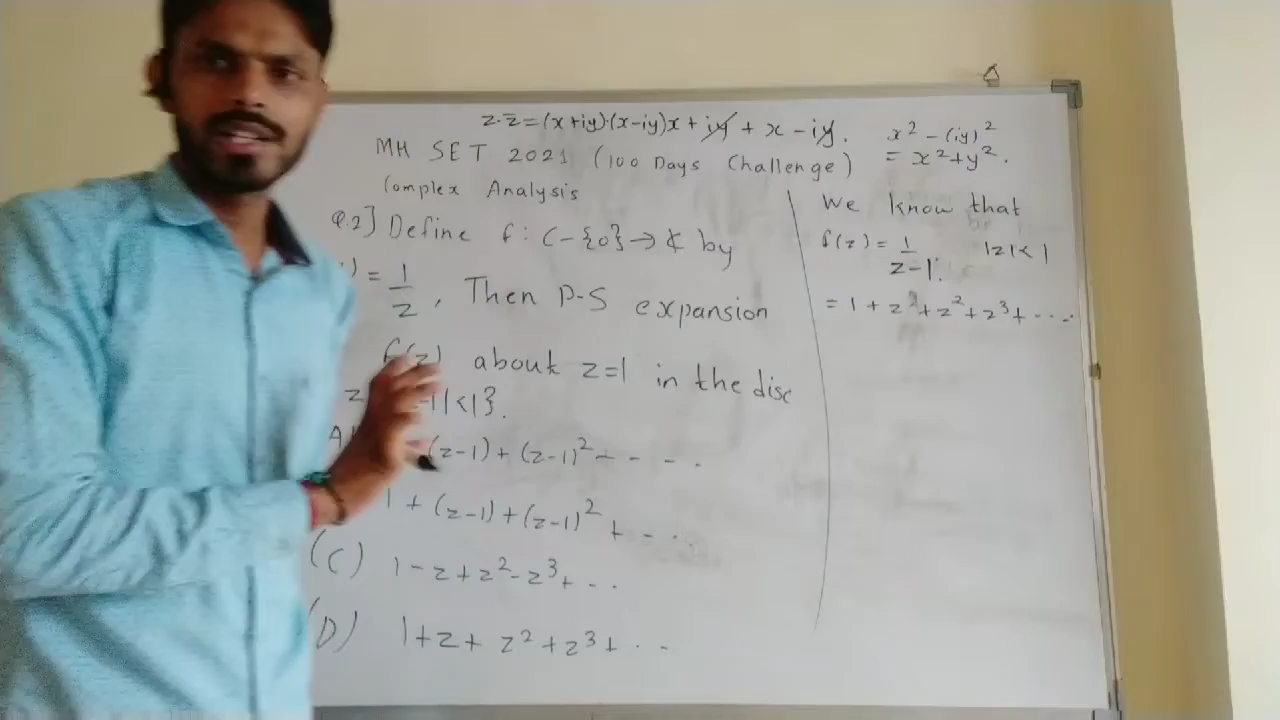 z·z̄=(x+iy)·(x-iy)x + iy + x - iy.
x² - (iy)²
= x²+y².
MH SET 2021 (100 Days Challenge)
Complex Analysis
Q.2] Define f: ℂ-{0}→ℂ by
) = 1/z, Then P-S expansion
f(z) about z=1 in the disc
z -1|<1}.
A (z-1)+(z-1)²- - - -
1+(z-1)+(z-1)²+ - - .
(C) 1-z+z²-z³+ - -
(D) 1+z+ z²+z³+ - -
We know that
f(z) = 1/z-1. |z|<1
= 1 + z + z² + z³ + - - - -